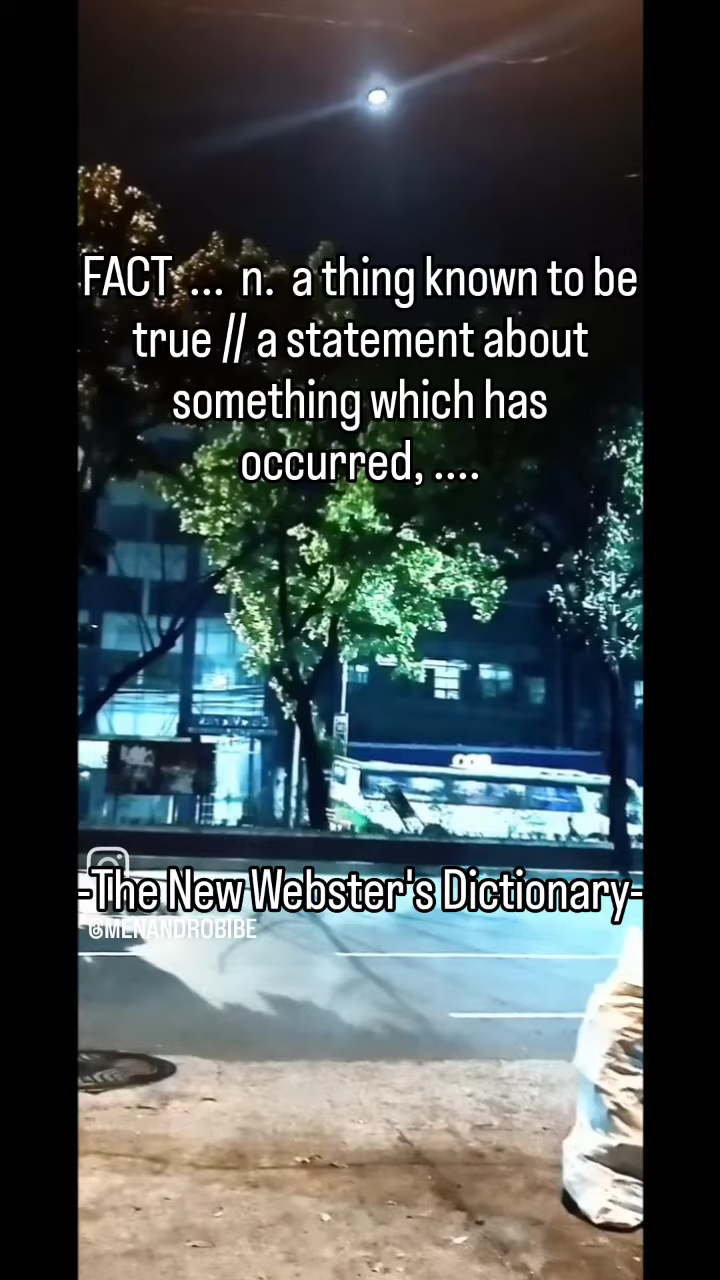 FACT ... n. a thing known to be
true // a statement about
something which has
occurred, ....
-The New Webster's Dictionary-
@MENANDROBIBE